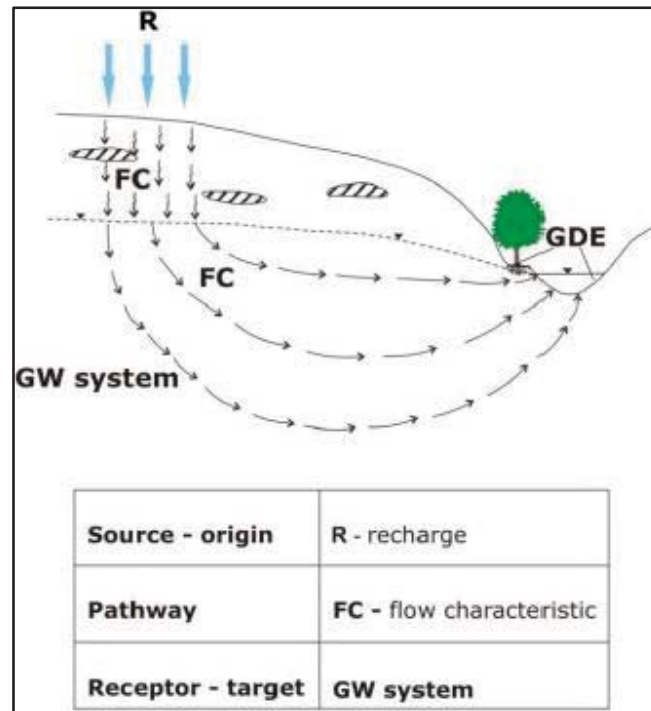 R
FC
GDE
FC
GW system
Source - origin R - recharge
Pathway FC - flow characteristic
Receptor - target GW system